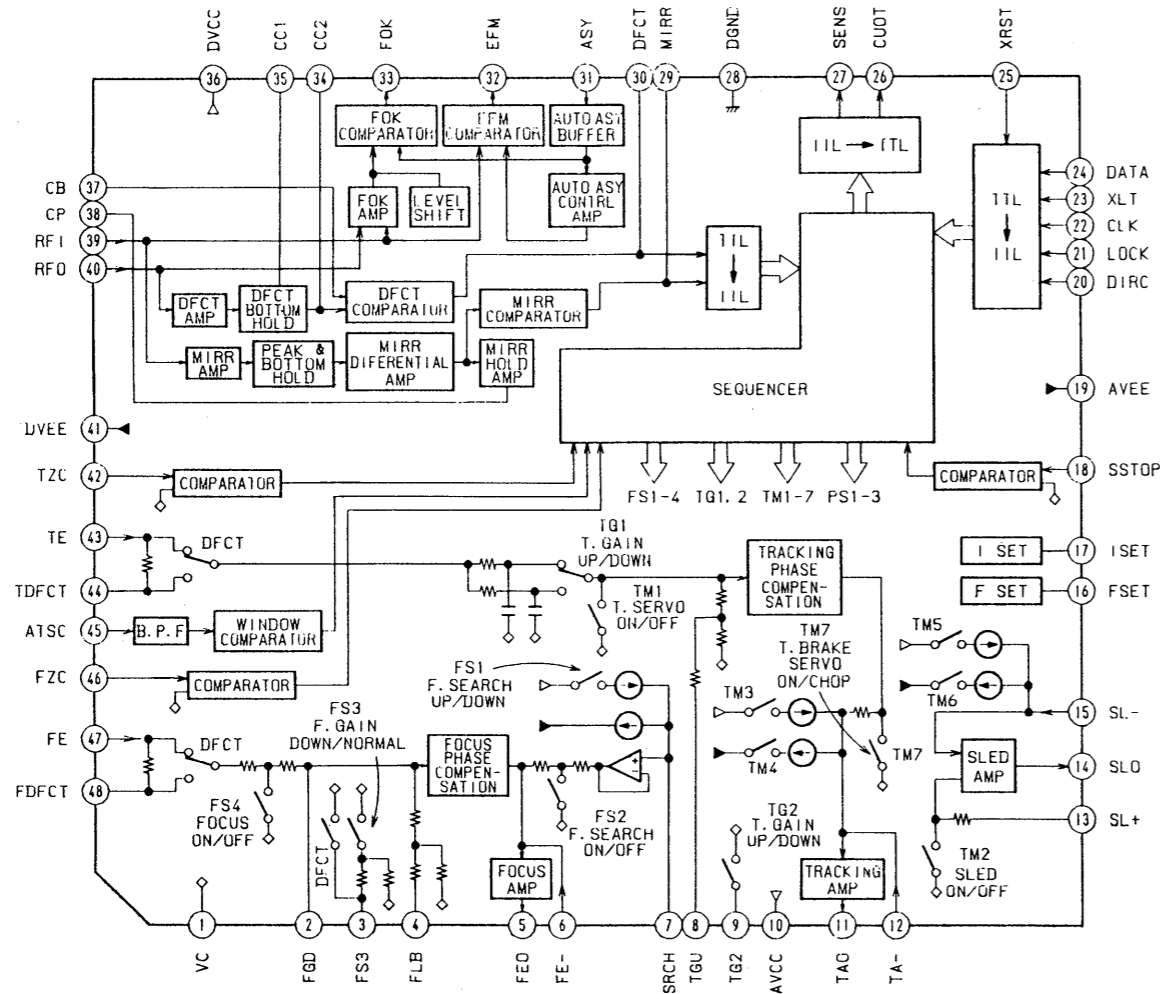 DVCC
CC1
CC2
FOK
EFM
ASY
DFCT
MIRR
DGND
SENS
CUOT
XRST
36
35
34
33
32
31
30
29
28
27
26
25
FOK
COMPARATOR
EFM
COMPARATOR
AUTO ASY
BUFFER
IIL → TTL
CB
37
CP
38
RFI
39
RFO
40
FOK
AMP
LEVEL
SHIFT
AUTO ASY
CONTRL
AMP
TTL
↓
IIL
24
DATA
23
XLT
22
CLK
21
LOCK
20
DIRC
TTL
↓
IIL
DFCT
AMP
DFCT
BOTTOM
HOLD
DFCT
COMPARATOR
MIRR
COMPARATOR
MIRR
AMP
PEAK &
BOTTOM
HOLD
MIRR
DIFERENTIAL
AMP
MIRR
HOLD
AMP
SEQUENCER
19
AVEE
DVEE
41
TZC
42
COMPARATOR
FS1-4
TG1, 2
TM1-7
PS1-3
COMPARATOR
18
SSTOP
TE
43
DFCT
TDFCT
44
TG1
T. GAIN
UP/DOWN
TM1
T. SERVO
ON/OFF
TRACKING
PHASE
COMPEN-
SATION
I SET
17
ISET
F SET
16
FSET
ATSC
45
B.P.F
WINDOW
COMPARATOR
FZC
46
COMPARATOR
FS1
F. SEARCH
UP/DOWN
TM7
T. BRAKE
SERVO
ON/CHOP
TM3
TM4
TM7
TM5
TM6
15
SL-
SLED
AMP
14
SLO
13
SL+
TM2
SLED
ON/OFF
FE
47
DFCT
FDFCT
48
FS3
F. GAIN
DOWN/NORMAL
FOCUS
PHASE
COMPEN-
SATION
FS4
FOCUS
ON/OFF
FS2
F. SEARCH
ON/OFF
TG2
T. GAIN
UP/DOWN
DFCT
FOCUS
AMP
TRACKING
AMP
1
2
3
4
5
6
7
8
9
10
11
12
VC
FGD
FS3
FLB
FEO
FE-
SRCH
TGU
TG2
AVCC
TAO
TA-